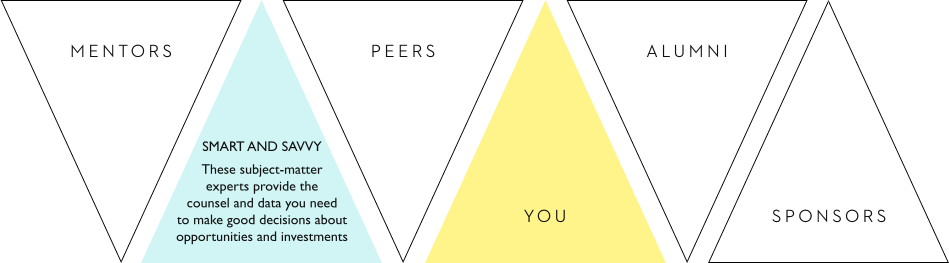 MENTORS
PEERS
ALUMNI
SMART AND SAVVY
These subject-matter
experts provide the
counsel and data you need
to make good decisions about
opportunities and investments
YOU
SPONSORS